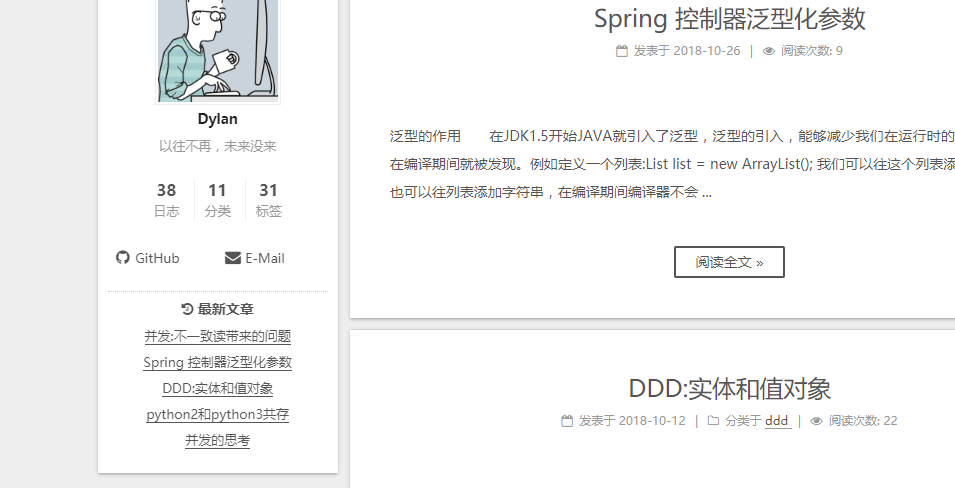 Dylan
以往不再，未来没来
38 11 31
日志 分类 标签
GitHub E-Mail
最新文章
并发:不一致读带来的问题
Spring 控制器泛型化参数
DDD:实体和值对象
python2和python3共存
并发的思考
Spring 控制器泛型化参数
发表于 2018-10-26 | 阅读次数: 9
泛型的作用 在JDK1.5开始JAVA就引入了泛型，泛型的引入，能够减少我们在运行时的
在编译期间就被发现。例如定义一个列表:List list = new ArrayList(); 我们可以往这个列表添
也可以往列表添加字符串，在编译期间编译器不会 ...
阅读全文 »
DDD:实体和值对象
发表于 2018-10-12 | 分类于 ddd | 阅读次数: 22